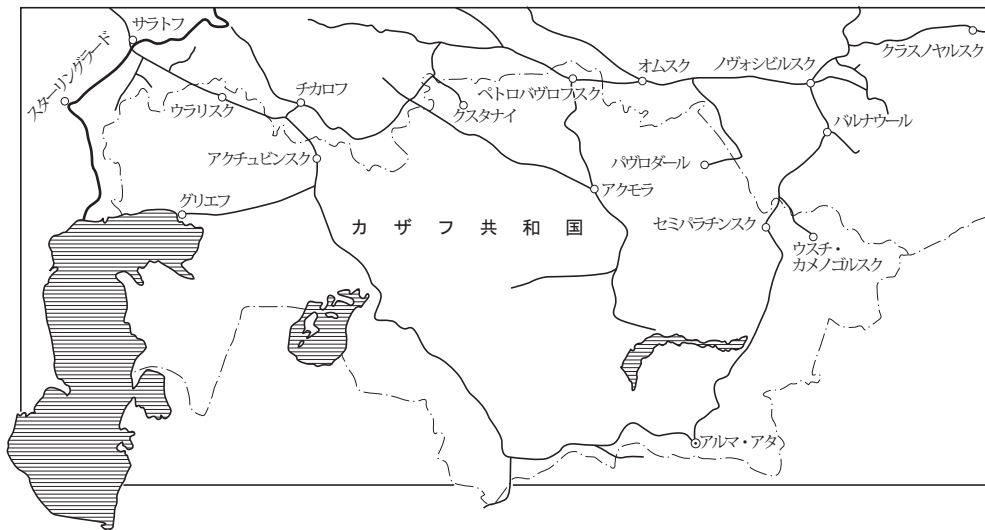 サラトフ
クラスノヤルスク
スターリングラード
チカロフ
オムスク
ノヴォシビルスク
ペトロパヴロフスク
ウラリスク
クスタナイ
バルナウール
アクチュビンスク
パヴロダール
アクモラ
グリエフ
カザフ共和国
セミパラチンスク
ウスチ・
カメノゴルスク
アルマ・アタ